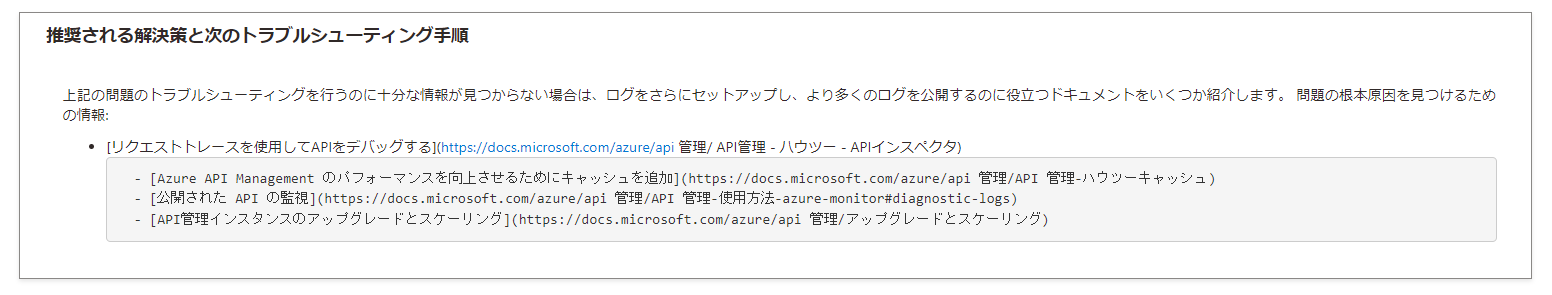 推奨される解決策と次のトラブルシューティング手順
上記の問題のトラブルシューティングを行うのに十分な情報が見つからない場合は、ログをさらにセットアップし、より多くのログを公開するのに役立つドキュメントをいくつか紹介します。 問題の根本原因を見つけるため
の情報:
• [リクエストトレースを使用してAPIをデバッグする](https://docs.microsoft.com/azure/api 管理/ API管理 - ハウツー - APIインスペクタ)
- [Azure API Management のパフォーマンスを向上させるためにキャッシュを追加](https://docs.microsoft.com/azure/api 管理/API 管理-ハウツーキャッシュ)
- [公開された API の監視](https://docs.microsoft.com/azure/api 管理/API 管理-使用方法-azure-monitor#diagnostic-logs)
- [API管理インスタンスのアップグレードとスケーリング](https://docs.microsoft.com/azure/api 管理/アップグレードとスケーリング)